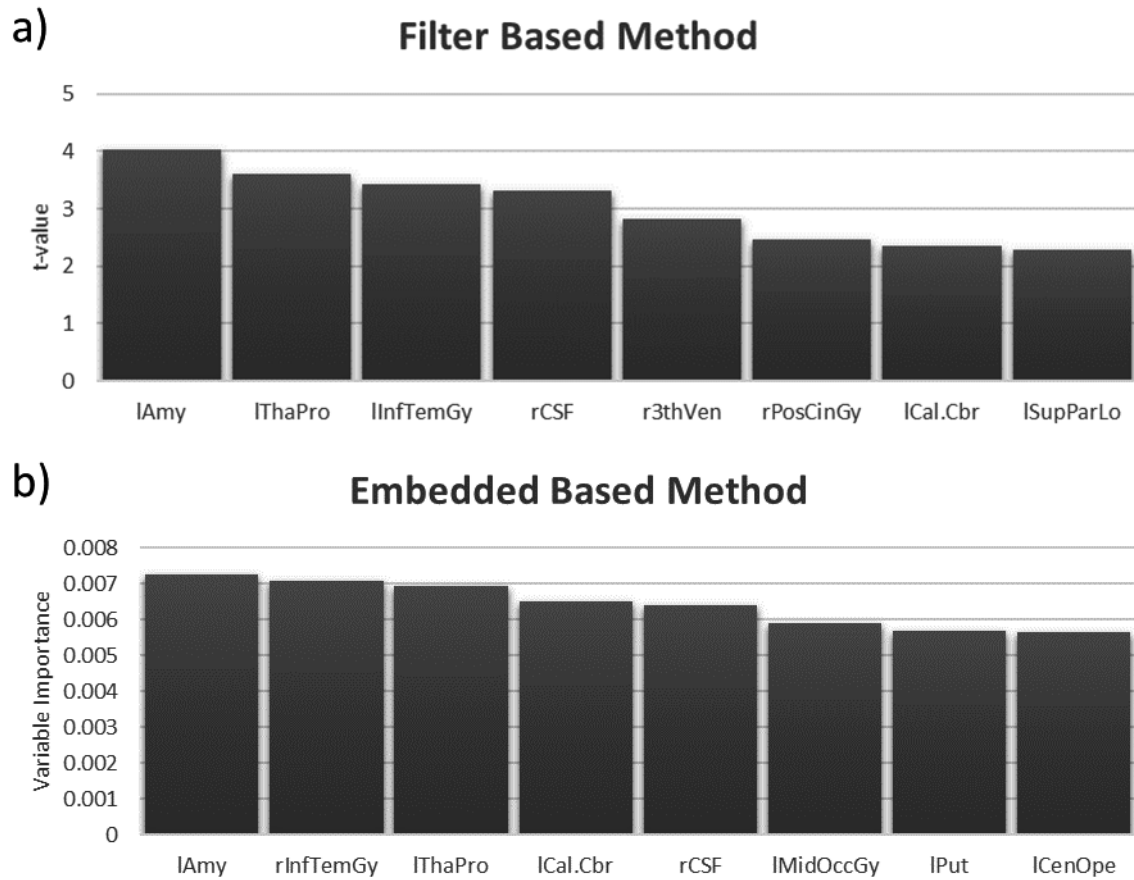 a)
Filter Based Method
5
4
3
2
1
0
t-value
lAmy lThaPro lInfTemGy rCSF r3thVen rPosCinGy lCal.Cbr lSupParLo
b)
Embedded Based Method
0.008
0.007
0.006
0.005
0.004
0.003
0.002
0.001
0
Variable Importance
lAmy rInfTemGy lThaPro lCal.Cbr rCSF lMidOccGy lPut lCenOpe